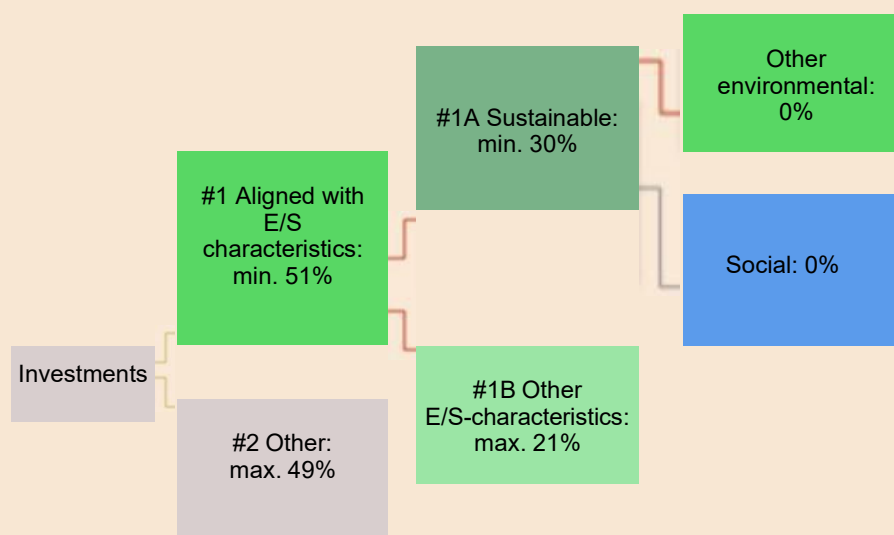 Investments
#1 Aligned with
E/S
characteristics:
min. 51%
#2 Other:
max. 49%
#1A Sustainable:
min. 30%
#1B Other
E/S-characteristics:
max. 21%
Other
environmental:
0%
Social: 0%